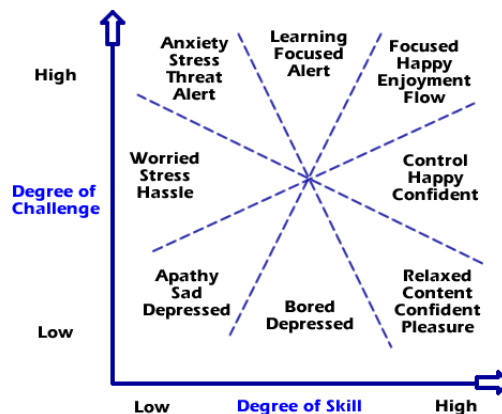 Anxiety
Stress
Threat
Alert
Learning
Focused
Alert
Focused
Happy
Enjoyment
Flow
High
Worried
Stress
Hassle
Control
Happy
Confident
Degree of
Challenge
Apathy
Sad
Depressed
Bored
Depressed
Relaxed
Content
Confident
Pleasure
Low
Low
Degree of Skill
High